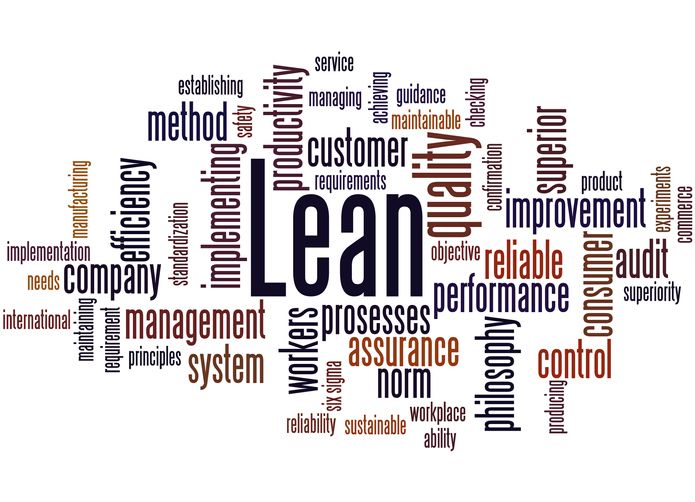 service
establishing
productivity
managing
achieving
guidance
checking
method
safety
maintainable
superior
customer
quality
confirmation
requirements
implementing
Lean
manufacturing
efficiency
standardization
product
improvement
experiments
commerce
implementation
objective
reliable
consumer
audit
needs
company
performance
superiority
international
maintaining
requirement
management
workers
prosesses
philosophy
principles
system
assurance
control
six sigma
norm
producing
reliability
sustainable
workplace
ability